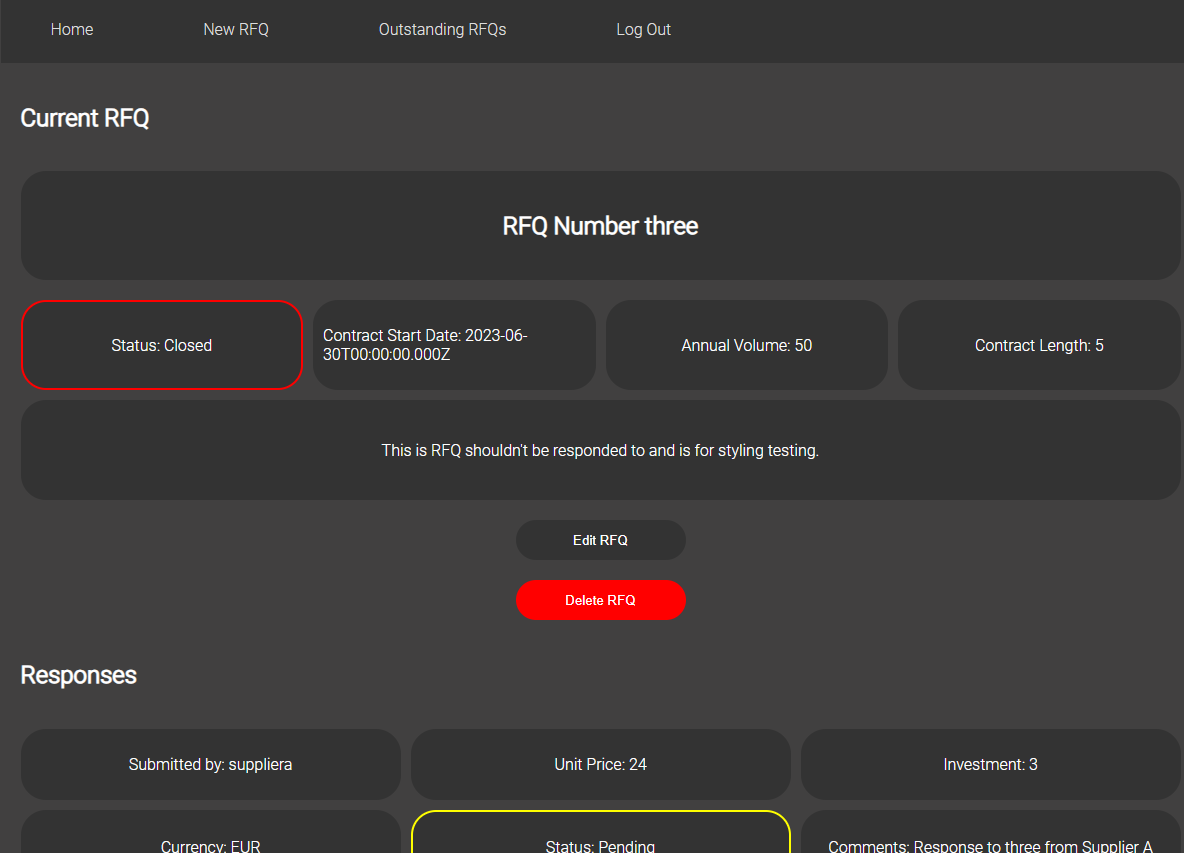 Home New RFQ Outstanding RFQs Log Out
Current RFQ
RFQ Number three
Status: Closed
Contract Start Date: 2023-06-
30T00:00:00.000Z
Annual Volume: 50
Contract Length: 5
This is RFQ shouldn't be responded to and is for styling testing.
Edit RFQ
Delete RFQ
Responses
Submitted by: suppliera
Unit Price: 24
Investment: 3
Currency: EUR
Status: Pending
Comments: Response to three from Supplier A